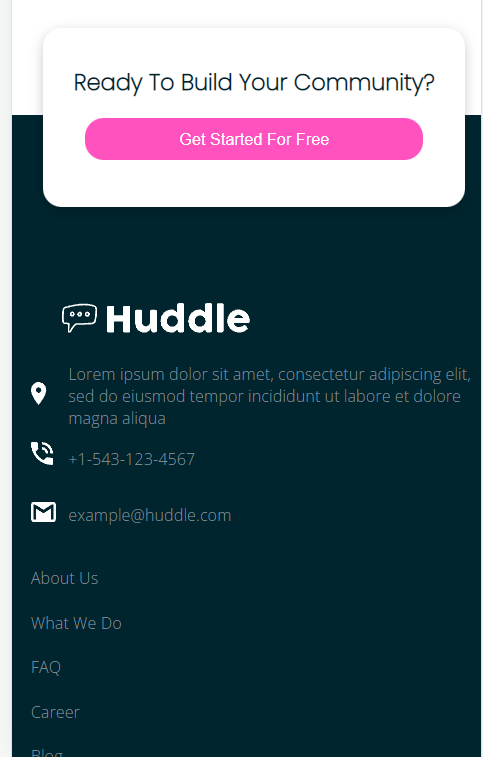 Ready To Build Your Community?
Get Started For Free
Huddle
Lorem ipsum dolor sit amet, consectetur adipiscing elit,
sed do eiusmod tempor incididunt ut labore et dolore
magna aliqua
+1-543-123-4567
example@huddle.com
About Us
What We Do
FAQ
Career
Blog